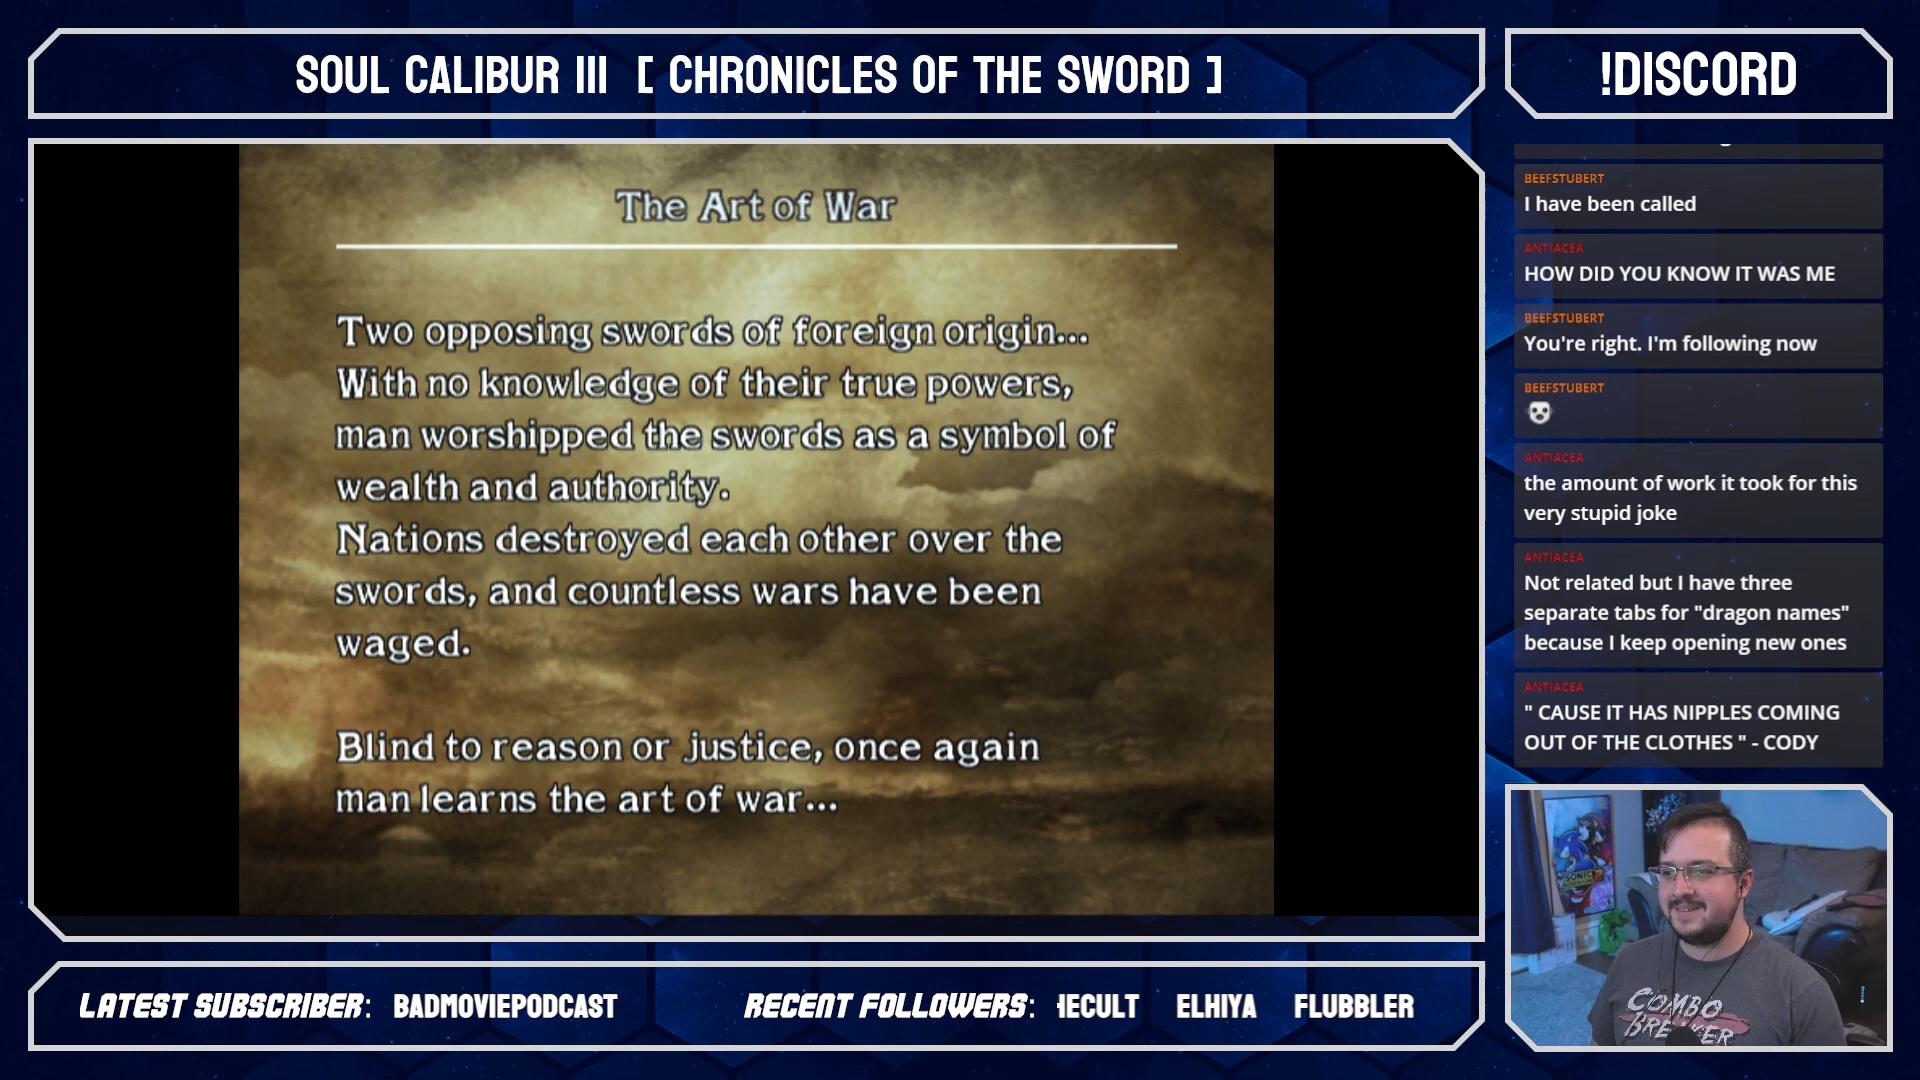 SOUL CALIBUR III [ CHRONICLES OF THE SWORD ]
!DISCORD
The Art of War
Two opposing swords of foreign origin...
With no knowledge of their true powers,
man worshipped the swords as a symbol of
wealth and authority.
Nations destroyed each other over the
swords, and countless wars have been
waged.
Blind to reason or justice, once again
man learns the art of war...
BEEFSTUBERT
I have been called
ANTIACEA
HOW DID YOU KNOW IT WAS ME
BEEFSTUBERT
You're right. I'm following now
BEEFSTUBERT
ANTIACEA
the amount of work it took for this
very stupid joke
ANTIACEA
Not related but I have three
separate tabs for "dragon names"
because I keep opening new ones
ANTIACEA
" CAUSE IT HAS NIPPLES COMING
OUT OF THE CLOTHES " - CODY
SONIC
COMBO
BREAKER
LATEST SUBSCRIBER: BADMOVIEPODCAST
RECENT FOLLOWERS: HECULT ELHIYA FLUBBLER